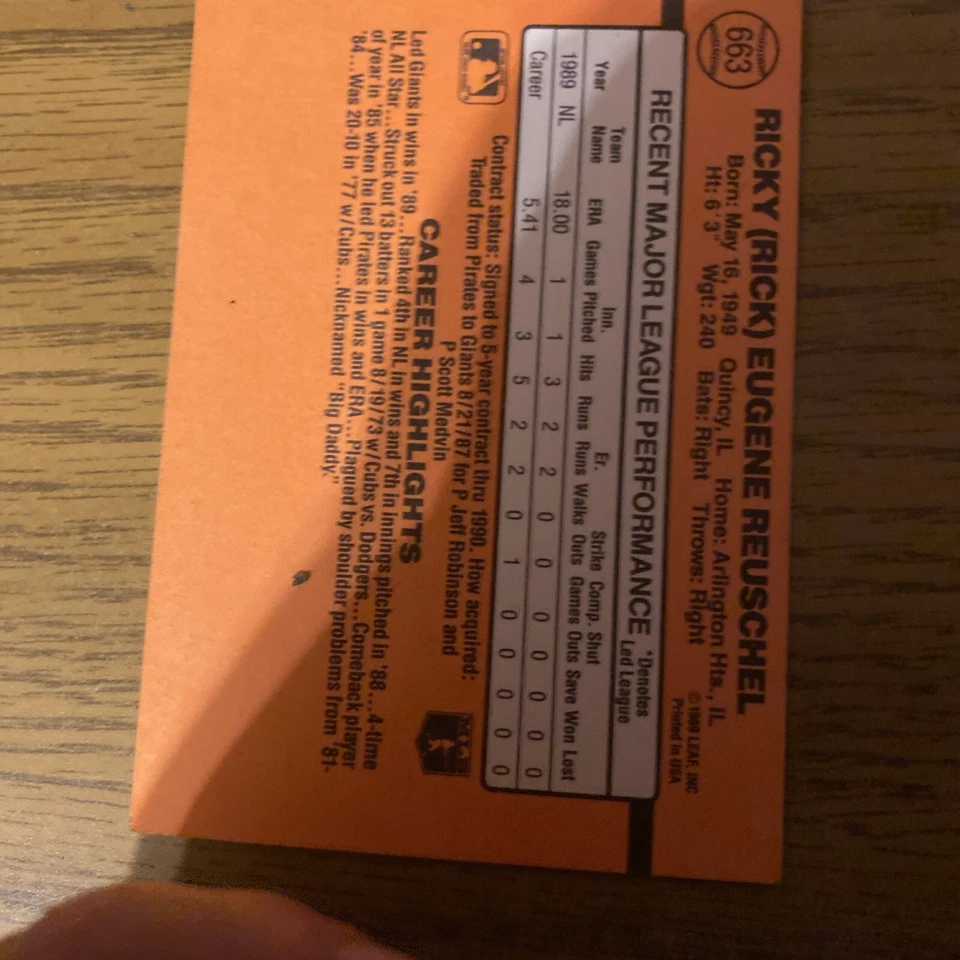 663
RICKY (RICK) EUGENE REUSCHEL
Born: May 16, 1949 Quincy, IL Home: Arlington Hts., IL
Ht: 6'3" Wgt: 240 Bats: Right Throws: Right
© 1989 LEAF, INC
Printed in USA
RECENT MAJOR LEAGUE PERFORMANCE
*Denotes
Led League
Year Team Name ERA Games Inn. Pitched Hits Runs Er. Runs Walks Strike Outs Comp. Games Shut Outs Save Won Lost
1989 NL 18.00 1 1 3 2 2 0 0 0 0 0 0 0
Career 5.41 4 3 5 2 2 0 1 0 0 0 0 0
Contract status: Signed to 5-year contract thru 1990. How acquired:
Traded from Pirates to Giants 8/21/87 for P Jeff Robinson and
P Scott Medvin
CAREER HIGHLIGHTS
Led Giants in wins in '89...Ranked 4th in NL in wins and 7th in innings pitched in '88...4-time
NL All Star...Struck out 13 batters in 1 game 8/19/73 w/Cubs vs. Dodgers...Comeback player
of year in '85 when he led Pirates in wins and ERA...Plagued by shoulder problems from '81-
'84...Was 20-10 in '77 w/Cubs...Nicknamed "Big Daddy."